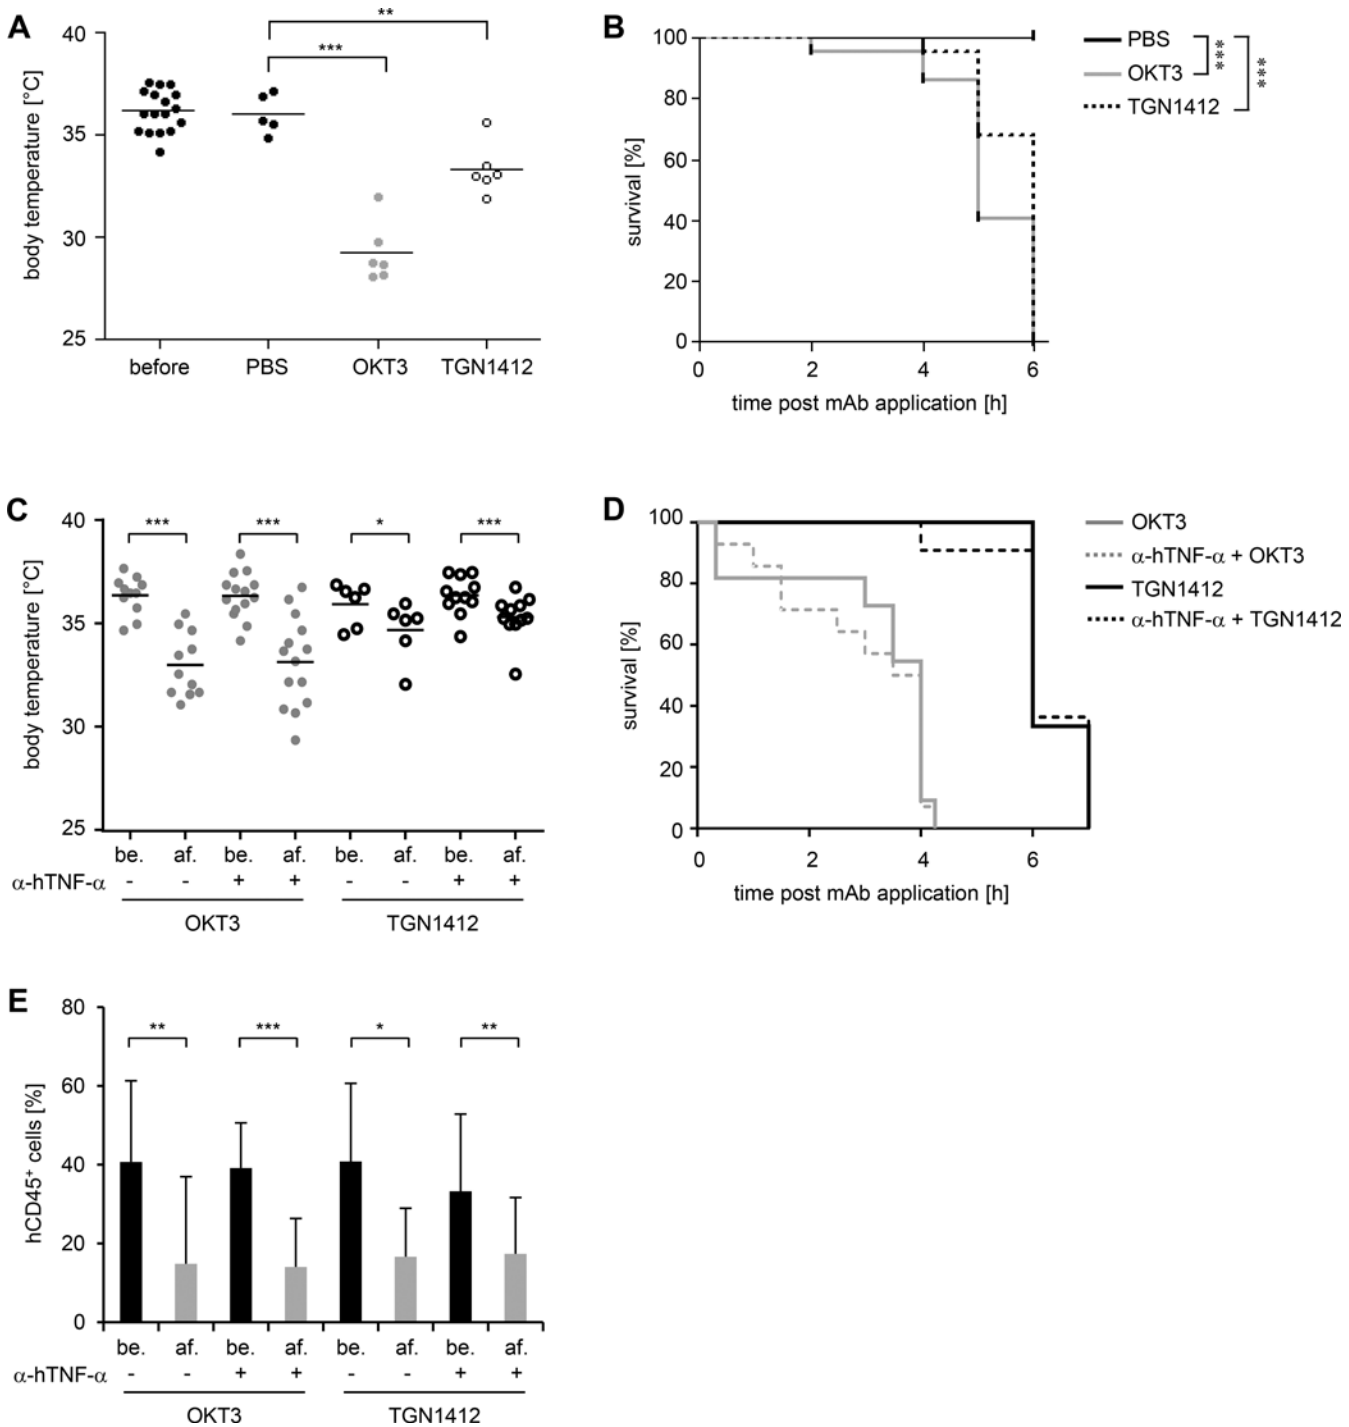 A
body temperature [°C]
40
35
30
25
**
***
before PBS OKT3 TGN1412
B
survival [%]
100
80
60
40
20
0
0 2 4 6
time post mAb application [h]
PBS
OKT3
TGN1412
***
***
C
body temperature [°C]
40
35
30
25
*** *** * ***
be. af. be. af. be. af. be. af.
α-hTNF-α - - + + - - + +
OKT3 TGN1412
D
survival [%]
100
80
60
40
20
0
0 2 4 6
time post mAb application [h]
OKT3
α-hTNF-α + OKT3
TGN1412
α-hTNF-α + TGN1412
E
hCD45⁺ cells [%]
80
60
40
20
0
** *** * **
be. af. be. af. be. af. be. af.
α-hTNF-α - - + + - - + +
OKT3 TGN1412